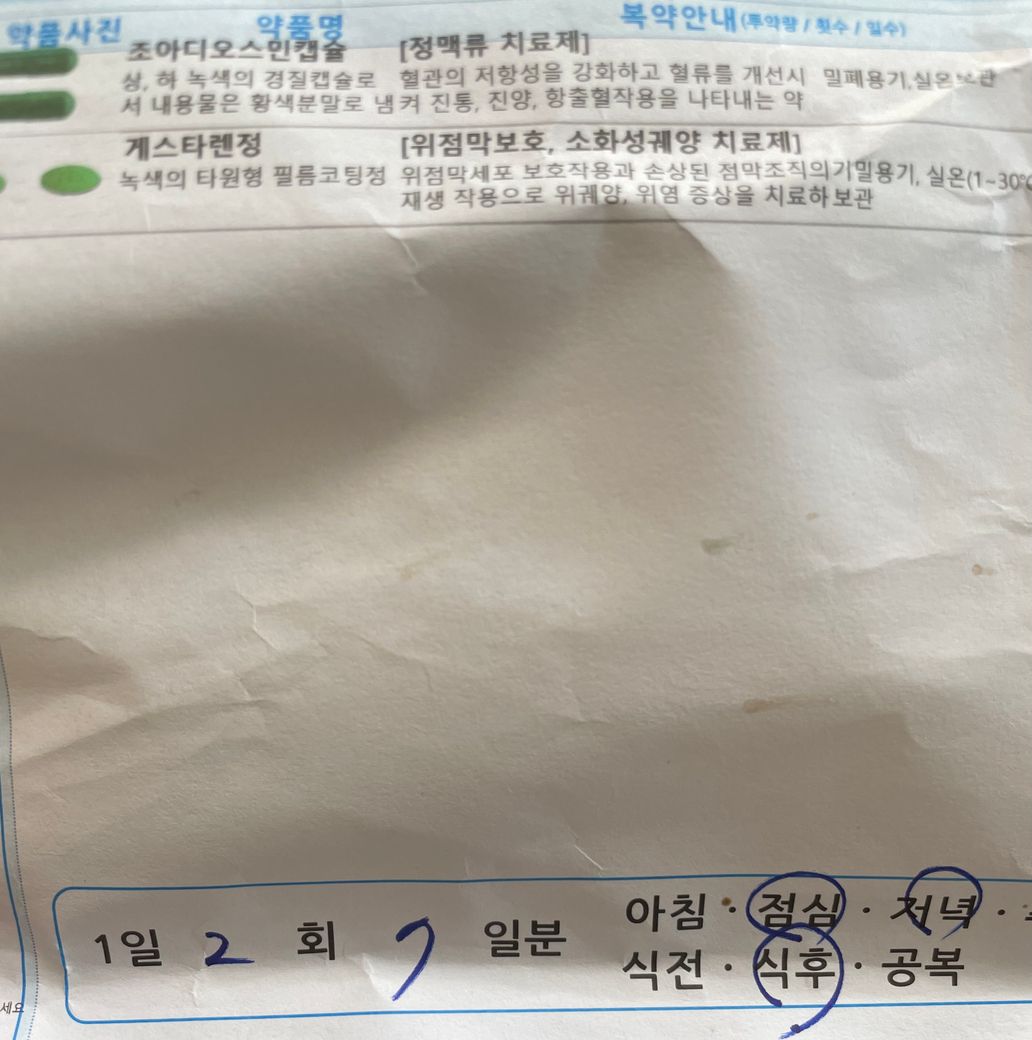 약품사진 약품명 복약안내(투약량 / 횟수 / 일수)
조아디오스민캡슐 [정맥류 치료제]
상, 하 녹색의 경질캡슐로 혈관의 저항성을 강화하고 혈류를 개선시 밀폐용기,실온보관
서 내용물은 황색분말로 냄켜 진통, 진양, 항출혈작용을 나타내는 약
게스타렌정 [위점막보호, 소화성궤양 치료제]
녹색의 타원형 필름코팅정 위점막세포 보호작용과 손상된 점막조직의기밀용기, 실온(1~30℃
재생 작용으로 위궤양, 위염 증상을 치료하보관
1일 2 회 7 일분 아침 · 점심 · 저녁 ·
식전 · 식후 · 공복
세요